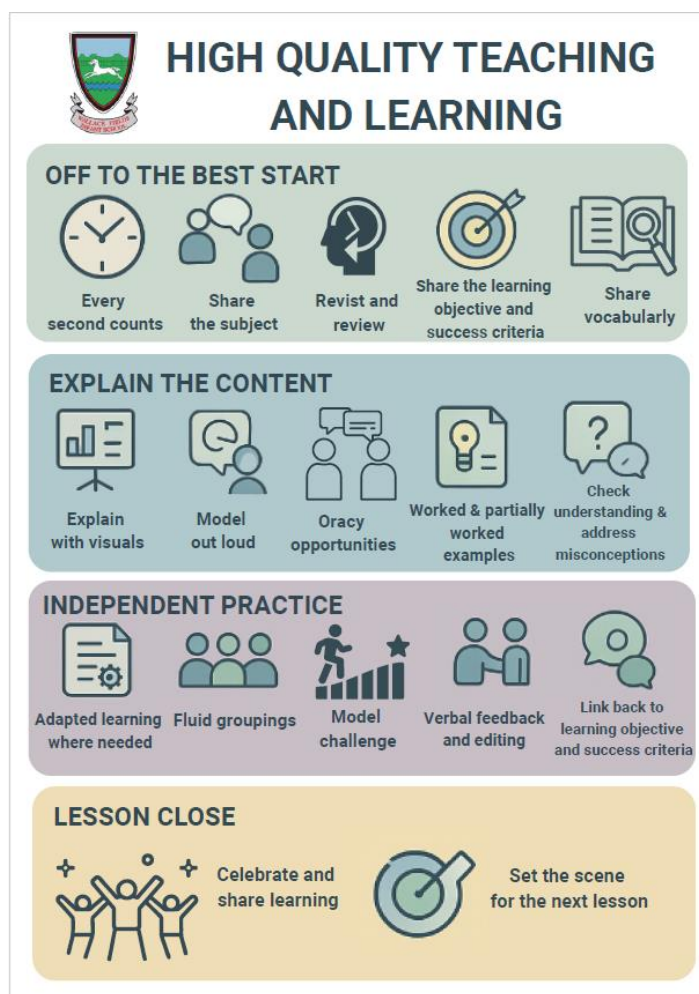 HIGH QUALITY TEACHING
AND LEARNING
OFF TO THE BEST START
Every
second counts
Share
the subject
Revist and
review
Share the learning
objective and
success criteria
Share
vocabularly
EXPLAIN THE CONTENT
Explain
with visuals
Model
out loud
Oracy
opportunities
Worked & partially
worked
examples
Check
understanding &
address
misconceptions
INDEPENDENT PRACTICE
Adapted learning
where needed
Fluid groupings
Model
challenge
Verbal feedback
and editing
Link back to
learning objective
and success criteria
LESSON CLOSE
Celebrate and
share learning
Set the scene
for the next lesson